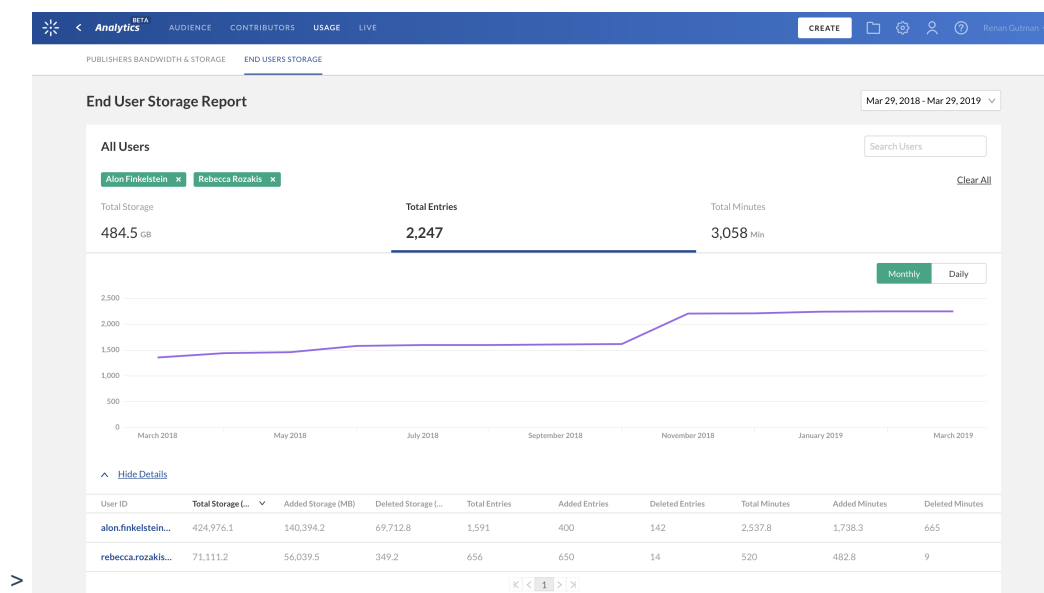 Analytics BETA AUDIENCE CONTRIBUTORS USAGE LIVE CREATE Renan Gutman
PUBLISHERS BANDWIDTH & STORAGE END USERS STORAGE
End User Storage Report Mar 29, 2018 - Mar 29, 2019
All Users Search Users
Alon Finkelstein × Rebecca Rozakis × Clear All
Total Storage Total Entries Total Minutes
484.5 GB 2,247 3,058 Min
Monthly Daily
2,500
2,000
1,500
1,000
500
0
March 2018 May 2018 July 2018 September 2018 November 2018 January 2019 March 2019
Hide Details
User ID Total Storage (... Added Storage (MB) Deleted Storage (... Total Entries Added Entries Deleted Entries Total Minutes Added Minutes Deleted Minutes
alon.finkelstein... 424,976.1 140,394.2 69,712.8 1,591 400 142 2,537.8 1,738.3 665
rebecca.rozakis... 71,111.2 56,039.5 349.2 656 650 14 520 482.8 9
1
>